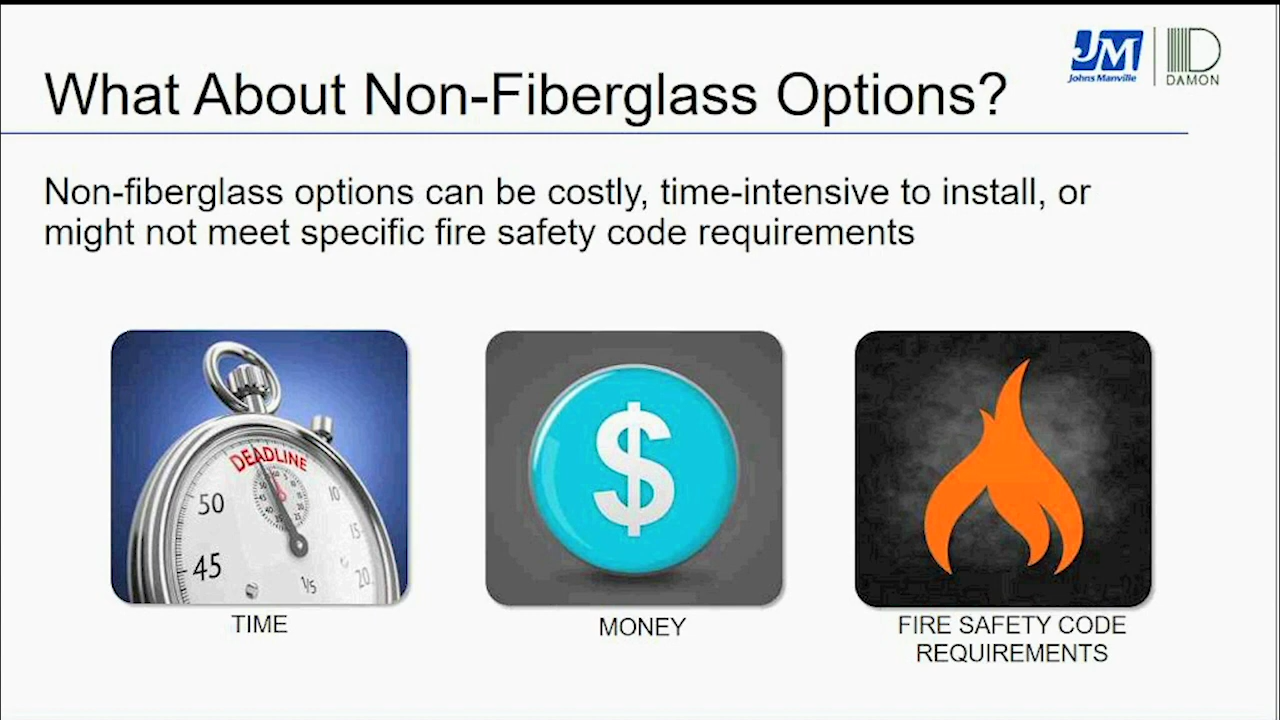 What About Non-Fiberglass Options?
JM
Johns Manville
DAMON
Non-fiberglass options can be costly, time-intensive to install, or
might not meet specific fire safety code requirements
DEADLINE
50
45
10
15
20
1/5
$
TIME
MONEY
FIRE SAFETY CODE
REQUIREMENTS